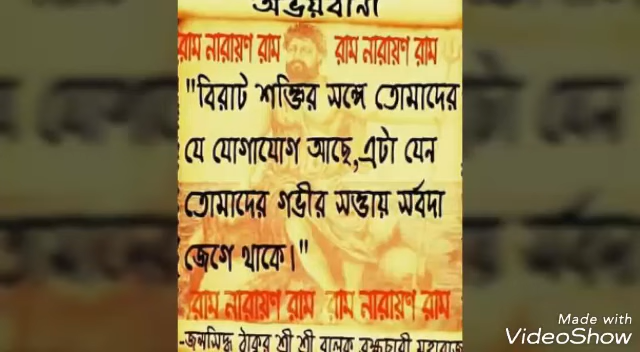 অভয়বানী
রাম নারায়ণ রাম রাম নারায়ণ রাম
"বিরাট শক্তির সঙ্গে তোমাদের
যে যোগাযোগ আছে,এটা যেন
তোমাদের গভীর সত্তায় সর্বদা
জেগে থাকে।"
রাম নারায়ণ রাম রাম নারায়ণ রাম
-জন্মসিদ্ধ ঠাকুর শ্রী শ্রী বালক ব্রহ্মচারী মহারাজ
Made with
VideoShow